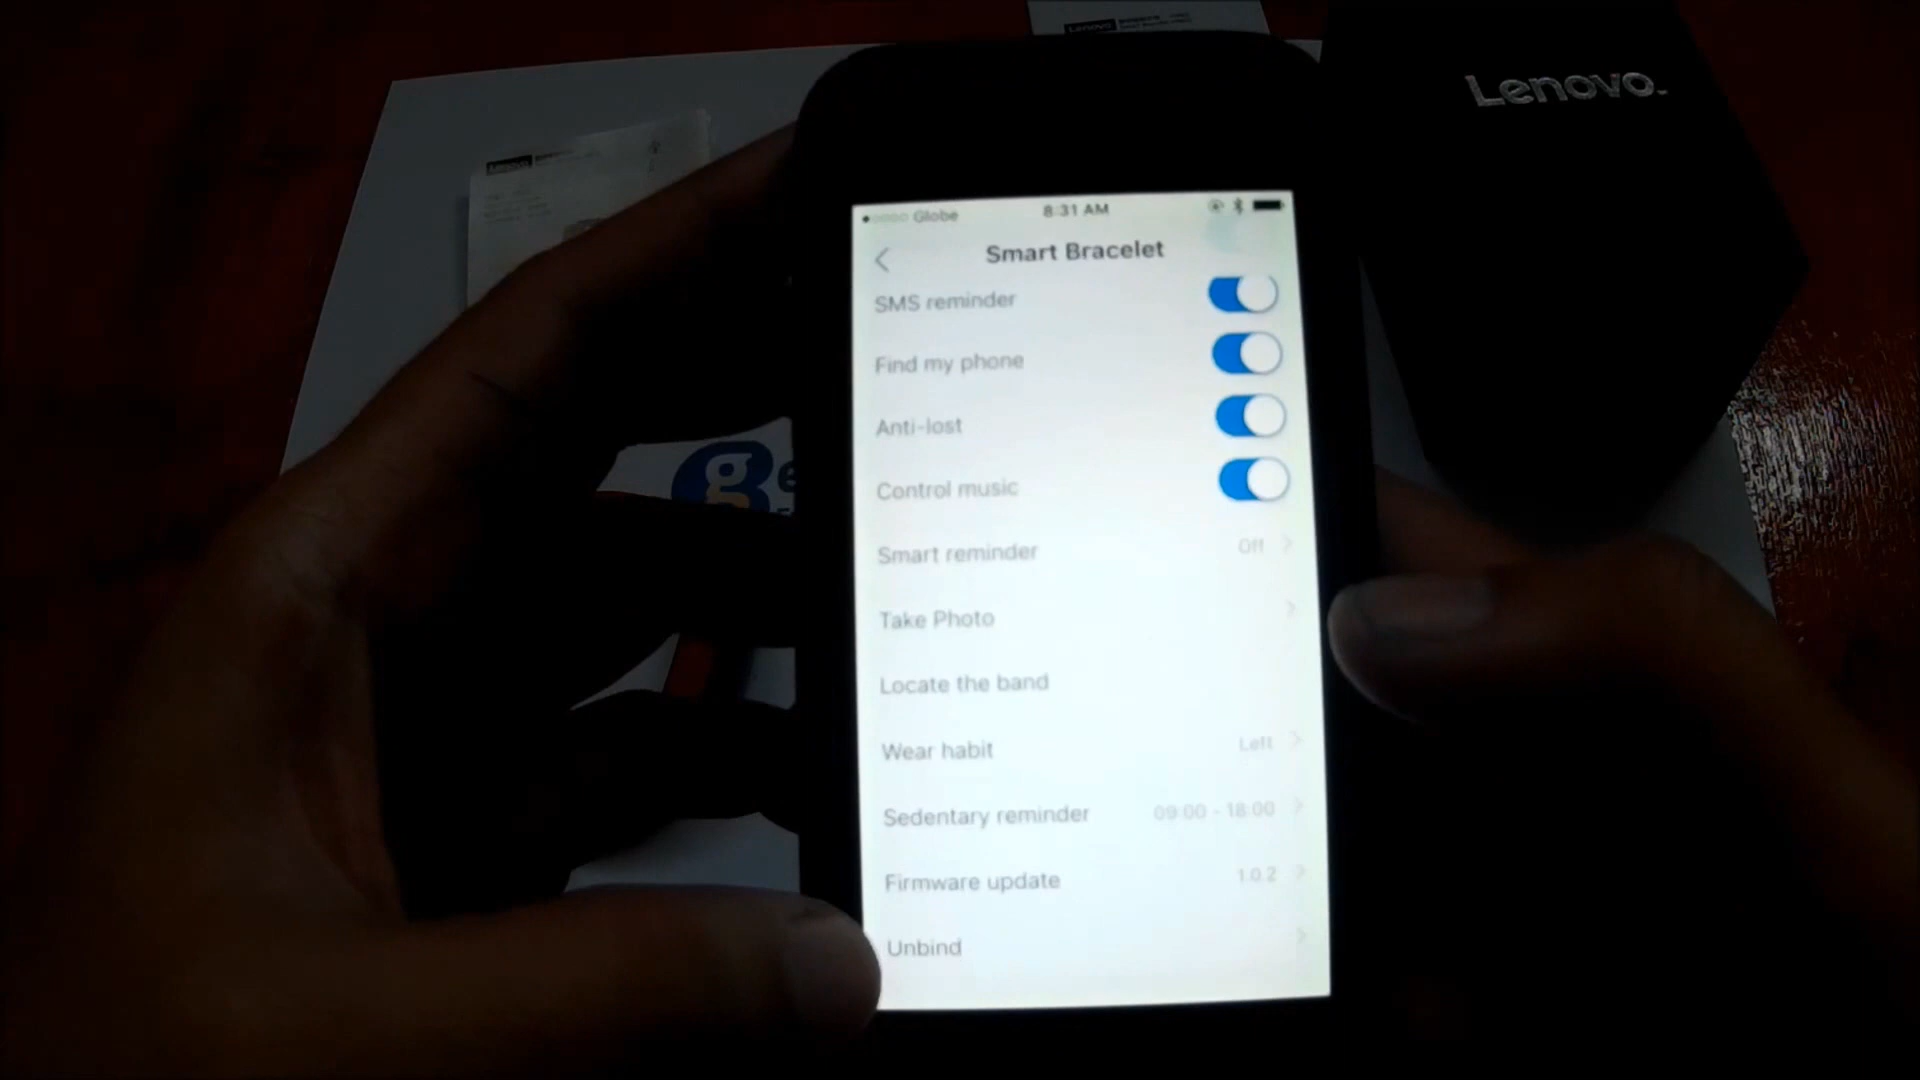 Lenovo
Lenovo
Lenovo
g
Globe
8:31 AM
Smart Bracelet
SMS reminder
Find my phone
Anti-lost
Control music
Smart reminder Off
Take Photo
Locate the band
Wear habit Left
Sedentary reminder 09:00 - 18:00
Firmware update 1.0.2
Unbind